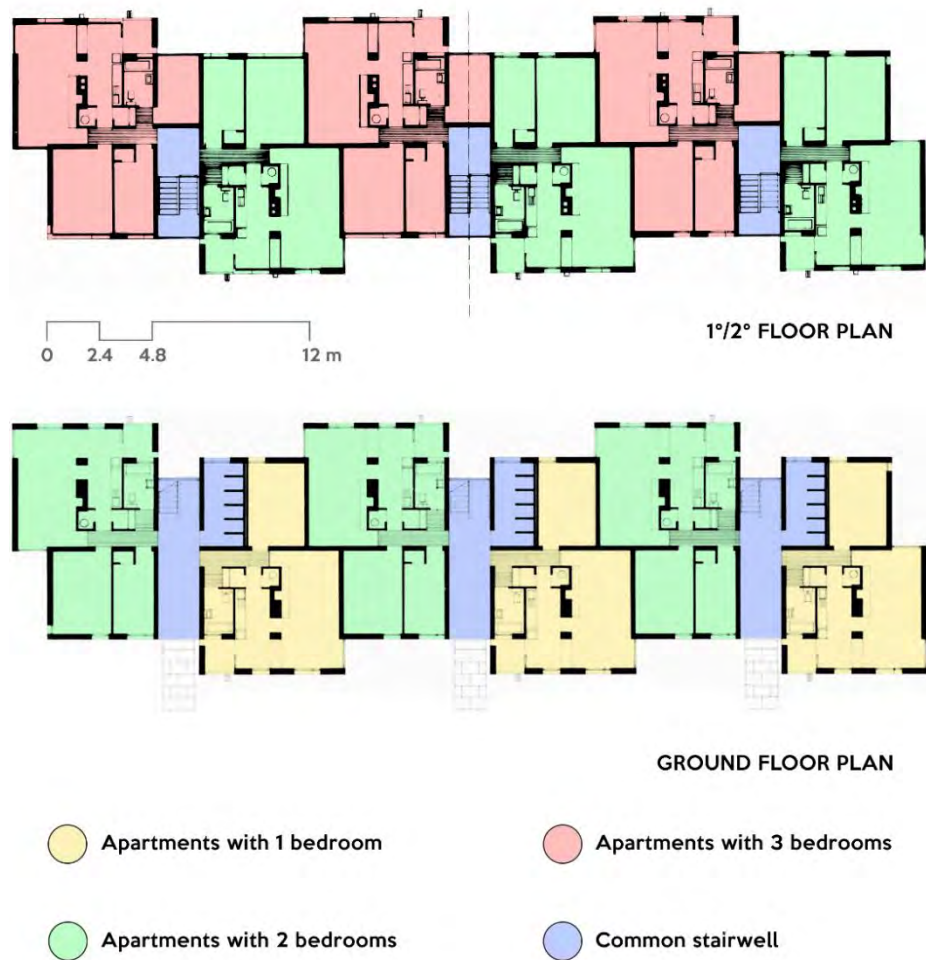 1°/2° FLOOR PLAN
0 2.4 4.8 12 m
GROUND FLOOR PLAN
Apartments with 1 bedroom
Apartments with 3 bedrooms
Apartments with 2 bedrooms
Common stairwell